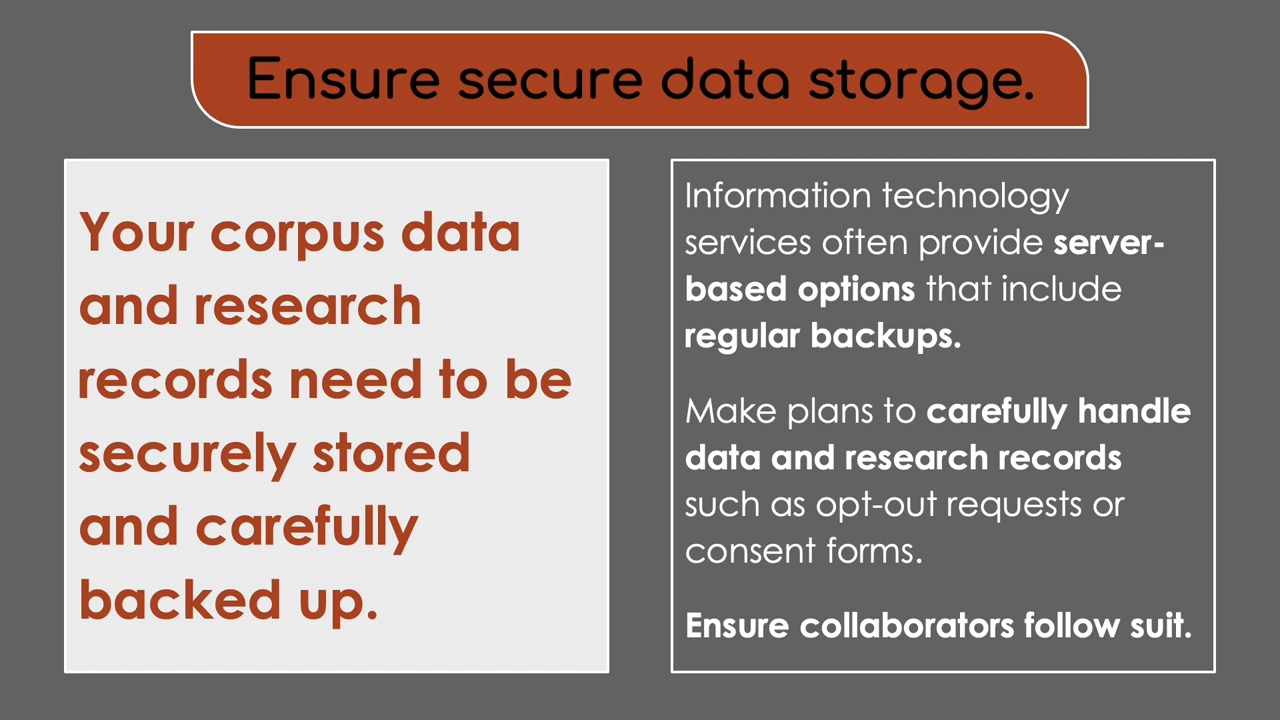 Ensure secure data storage.
Your corpus data
and research
records need to be
securely stored
and carefully
backed up.
Information technology
services often provide server-
based options that include
regular backups.
Make plans to carefully handle
data and research records
such as opt-out requests or
consent forms.
Ensure collaborators follow suit.